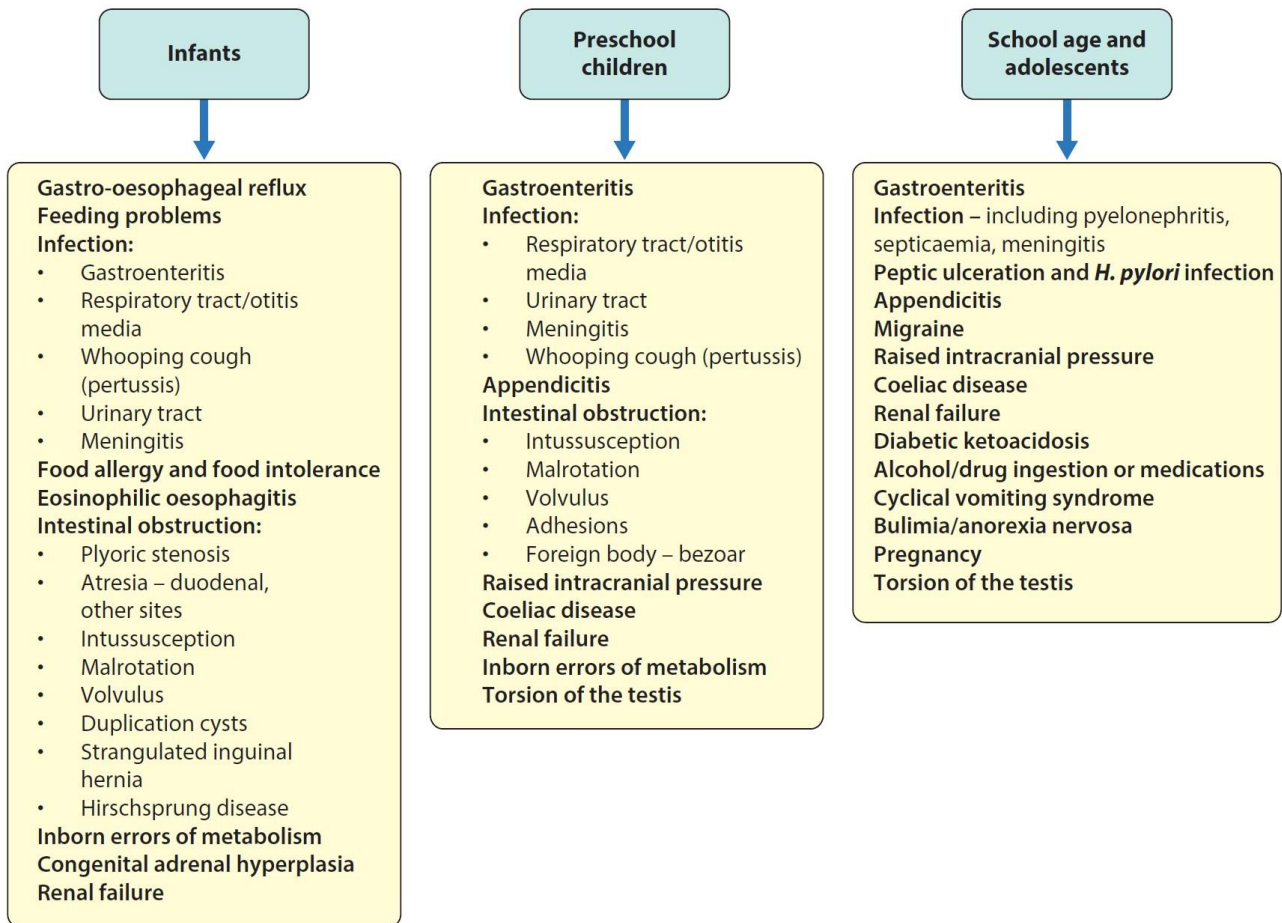 Infants
Gastro-oesophageal reflux
Feeding problems
Infection:
• Gastroenteritis
• Respiratory tract/otitis
media
• Whooping cough
(pertussis)
• Urinary tract
• Meningitis
Food allergy and food intolerance
Eosinophilic oesophagitis
Intestinal obstruction:
• Plyoric stenosis
• Atresia – duodenal,
other sites
• Intussusception
• Malrotation
• Volvulus
• Duplication cysts
• Strangulated inguinal
hernia
• Hirschsprung disease
Inborn errors of metabolism
Congenital adrenal hyperplasia
Renal failure
Preschool
children
Gastroenteritis
Infection:
• Respiratory tract/otitis
media
• Urinary tract
• Meningitis
• Whooping cough (pertussis)
Appendicitis
Intestinal obstruction:
• Intussusception
• Malrotation
• Volvulus
• Adhesions
• Foreign body – bezoar
Raised intracranial pressure
Coeliac disease
Renal failure
Inborn errors of metabolism
Torsion of the testis
School age and
adolescents
Gastroenteritis
Infection – including pyelonephritis,
septicaemia, meningitis
Peptic ulceration and H. pylori infection
Appendicitis
Migraine
Raised intracranial pressure
Coeliac disease
Renal failure
Diabetic ketoacidosis
Alcohol/drug ingestion or medications
Cyclical vomiting syndrome
Bulimia/anorexia nervosa
Pregnancy
Torsion of the testis